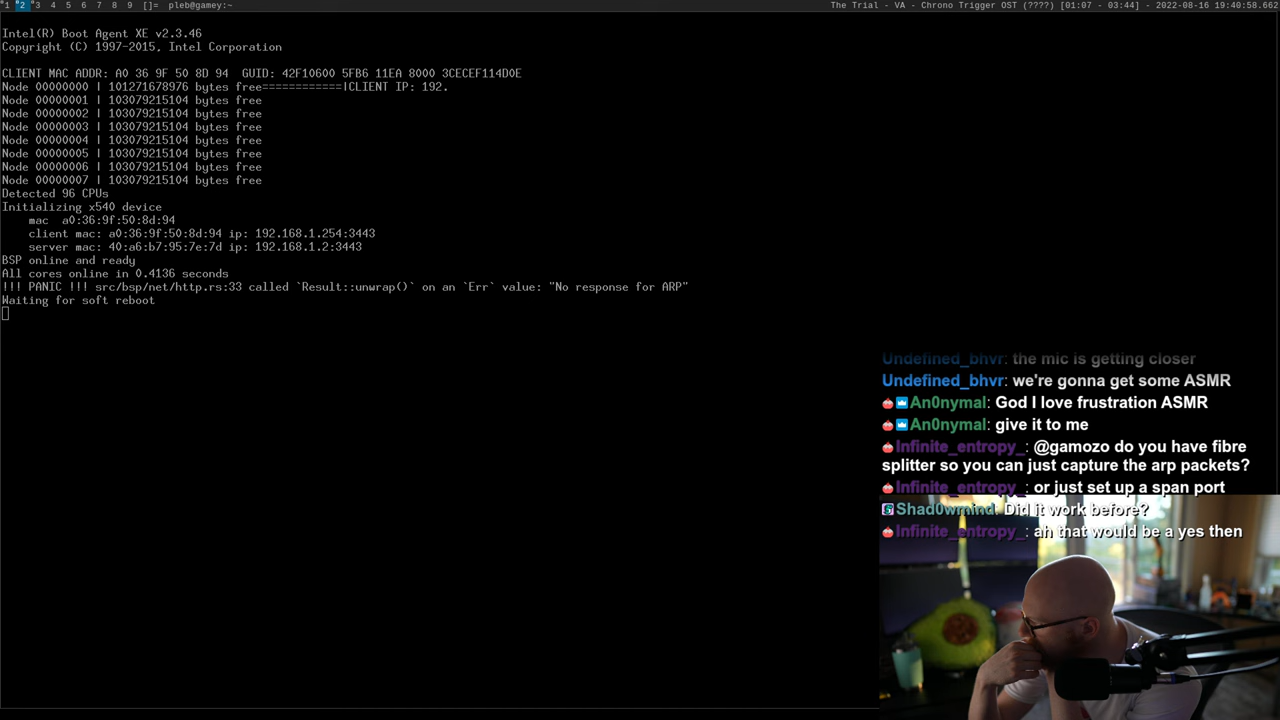 1 2 3 4 5 6 7 8 9 []= pleb@gamey:~
The Trial - VA - Chrono Trigger OST (????) [01:07 - 03:44] - 2022-08-16 19:40:58.662
Intel(R) Boot Agent XE v2.3.46
Copyright (C) 1997-2015, Intel Corporation
CLIENT MAC ADDR: A0 36 9F 50 8D 94  GUID: 42F10600 5FB6 11EA 8000 3CECEF114D0E
Node 00000000 | 101271678976 bytes free============|CLIENT IP: 192.
Node 00000001 | 103079215104 bytes free
Node 00000002 | 103079215104 bytes free
Node 00000003 | 103079215104 bytes free
Node 00000004 | 103079215104 bytes free
Node 00000005 | 103079215104 bytes free
Node 00000006 | 103079215104 bytes free
Node 00000007 | 103079215104 bytes free
Detected 96 CPUs
Initializing x540 device
mac  a0:36:9f:50:8d:94
client mac: a0:36:9f:50:8d:94 ip: 192.168.1.254:3443
server mac: 40:a6:b7:95:7e:7d ip: 192.168.1.2:3443
BSP online and ready
All cores online in 0.4136 seconds
!!! PANIC !!! src/bsp/net/http.rs:33 called `Result::unwrap()` on an `Err` value: "No response for ARP"
Waiting for soft reboot
Undefined_bhvr: the mic is getting closer
Undefined_bhvr: we're gonna get some ASMR
An0nymal: God I love frustration ASMR
An0nymal: give it to me
Infinite_entropy_: @gamozo do you have fibre
splitter so you can just capture the arp packets?
Infinite_entropy_: or just set up a span port
Shad0wmind: Did it work before?
Infinite_entropy_: ah that would be a yes then